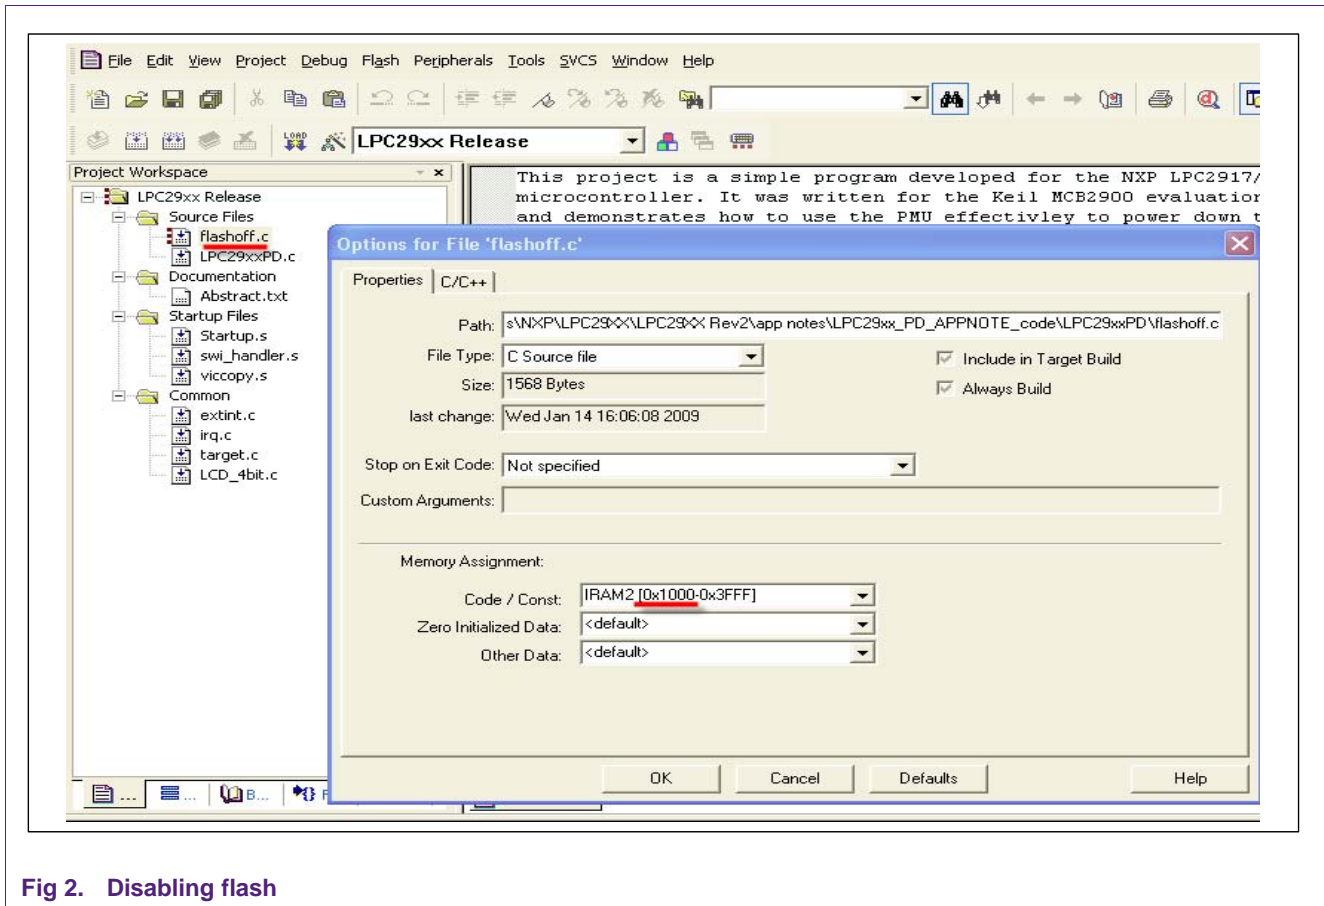 File Edit View Project Debug Flash Peripherals Tools SVCS Window Help
LOAD
LPC29xx Release
Project Workspace
LPC29xx Release
Source Files
flashoff.c
LPC29xxPD.c
Documentation
Abstract.txt
Startup Files
Startup.s
swi_handler.s
viccopy.s
Common
extint.c
irq.c
target.c
LCD_4bit.c
... ... B... F
This project is a simple program developed for the NXP LPC2917/
microcontroller. It was written for the Keil MCB2900 evaluation
and demonstrates how to use the PMU effectivley to power down t
Options for File 'flashoff.c'
Properties C/C++
Path: s\NXP\LPC29XX\LPC29XX Rev2\app notes\LPC29xx_PD_APPNOTE_code\LPC29xxPD\flashoff.c
File Type: C Source file
Include in Target Build
Size: 1568 Bytes
Always Build
last change: Wed Jan 14 16:06:08 2009
Stop on Exit Code: Not specified
Custom Arguments:
Memory Assignment:
Code / Const: IRAM2 [0x1000-0x3FFF]
Zero Initialized Data: <default>
Other Data: <default>
OK Cancel Defaults Help
Fig 2. Disabling flash